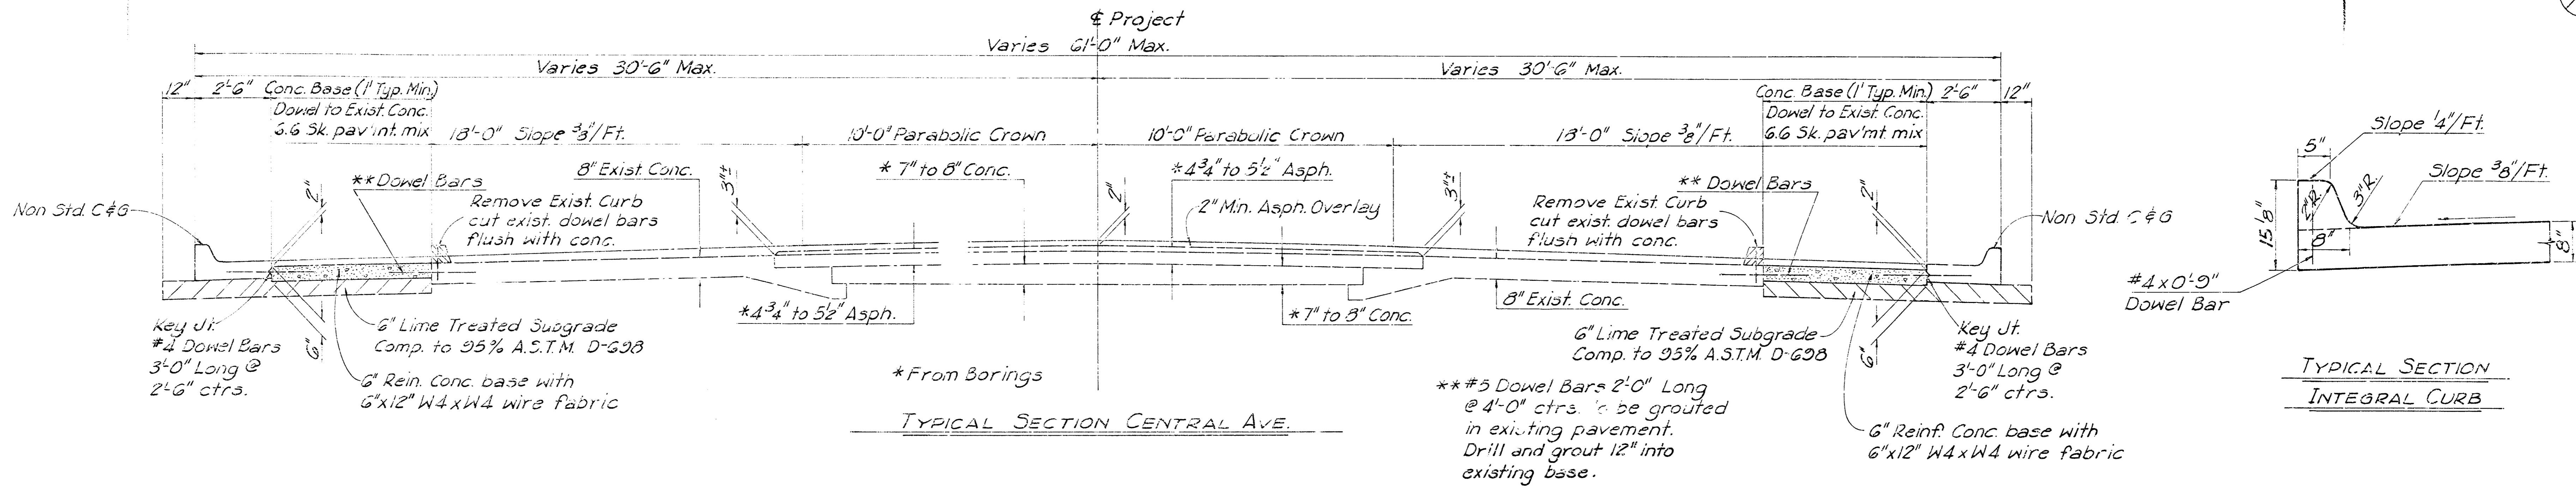 ℄ Project
Varies 61'-0" Max.
Varies 30'-6" Max.
Varies 30'-6" Max.
12" 2'-6" Conc. Base (1' Typ. Min.)
Dowel to Exist. Conc.
6.6 Sk. pav'mt. mix
18'-0" Slope 3/8"/Ft.
10'-0" Parabolic Crown
10'-0" Parabolic Crown
18'-0" Slope 3/8"/Ft.
Conc. Base (1' Typ. Min.) 2'-6" 12"
Dowel to Exist. Conc.
6.6 Sk. pav'mt. mix
Non Std. C & G
2"
** Dowel Bars
Remove Exist. Curb
cut exist. dowel bars
flush with conc.
8" Exist. Conc.
3"±
* 7" to 8" Conc.
2"
* 4 3/4" to 5 1/2" Asph.
2" Min. Asph. Overlay
3"±
Remove Exist. Curb
cut exist. dowel bars
flush with conc.
** Dowel Bars
2"
Non Std. C & G
Key Jt.
#4 Dowel Bars
3'-0" Long @
2'-6" ctrs.
6"
6" Lime Treated Subgrade
Comp. to 95% A.S.T.M. D-698
6" Rein. Conc. base with
6"x12" W4xW4 wire fabric
* 4 3/4" to 5 1/2" Asph.
* From Borings
* 7" to 8" Conc.
8" Exist. Conc.
6" Lime Treated Subgrade
Comp. to 95% A.S.T.M. D-698
6"
Key Jt.
#4 Dowel Bars
3'-0" Long @
2'-6" ctrs.
** #5 Dowel Bars 2'-0" Long
@ 4'-0" ctrs. to be grouted
in existing pavement.
Drill and grout 12" into
existing base.
6" Reinf. Conc. base with
6"x12" W4xW4 wire fabric
TYPICAL SECTION CENTRAL AVE.
Slope 1/4"/Ft.
5"
Slope 3/8"/Ft.
2"R.
3"R.
15 1/8"
8"
8"
#4 x 0'-9"
Dowel Bar
TYPICAL SECTION
INTEGRAL CURB